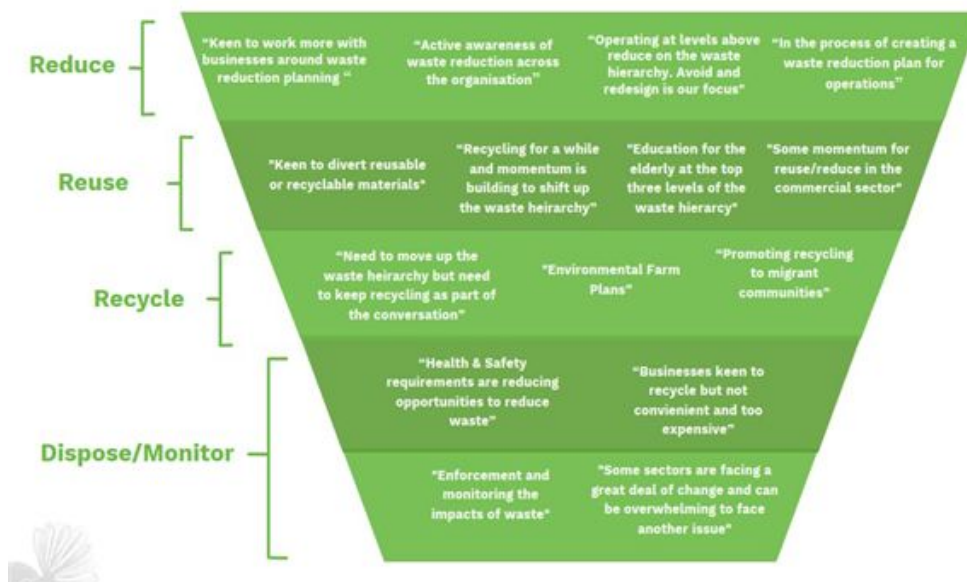 Reduce
“Keen to work more with
businesses around waste
reduction planning “
“Active awareness of
waste reduction across
the organisation”
“Operating at levels above
reduce on the waste
hierarchy. Avoid and
redesign is our focus"
“In the process of creating a
waste reduction plan for
operations”
Reuse
"Keen to divert reusable
or recyclable materials"
“Recycling for a while
and momentum is
building to shift up
the waste heirarchy”
"Education for the
elderly at the top
three levels of the
waste hierarcy"
"Some momentum for
reuse/reduce in the
commercial sector"
Recycle
“Need to move up the
waste heirarchy but need
to keep recycling as part of
the conversation”
"Environmental Farm
Plans"
“Promoting recycling
to migrant
communities”
Dispose/Monitor
“Health & Safety
requirements are reducing
opportunities to reduce
waste”
“Businesses keen to
recycle but not
convienient and too
expensive”
"Enforcement and
monitoring the
impacts of waste"
"Some sectors are facing a
great deal of change and can
be overwhelming to face
another issue"